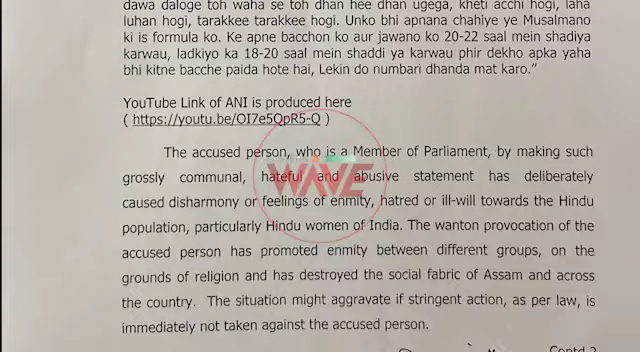 dawa daloge toh waha se toh dhan hee dhan ugega, kheti acchi hogi, laha
luhan hogi, tarakkee tarakkee hogi. Unko bhi apnana chahiye ye Musalmano
ki is formula ko. Ke apne bacchon ko aur jawano ko 20-22 saal mein shadiya
karwau, ladkiyo ka 18-20 saal mein shaddi ya karwau phir dekho apka yaha
bhi kitne bacche paida hote hai, Lekin do numbari dhanda mat karo."
YouTube Link of ANI is produced here
( https://youtu.be/OI7e5QpR5-Q )
The accused person, who is a Member of Parliament, by making such
grossly communal, hateful and abusive statement has deliberately
caused disharmony or feelings of enmity, hatred or ill-will towards the Hindu
population, particularly Hindu women of India. The wanton provocation of the
accused person has promoted enmity between different groups, on the
grounds of religion and has destroyed the social fabric of Assam and across
the country. The situation might aggravate if stringent action, as per law, is
immediately not taken against the accused person.
WAVE